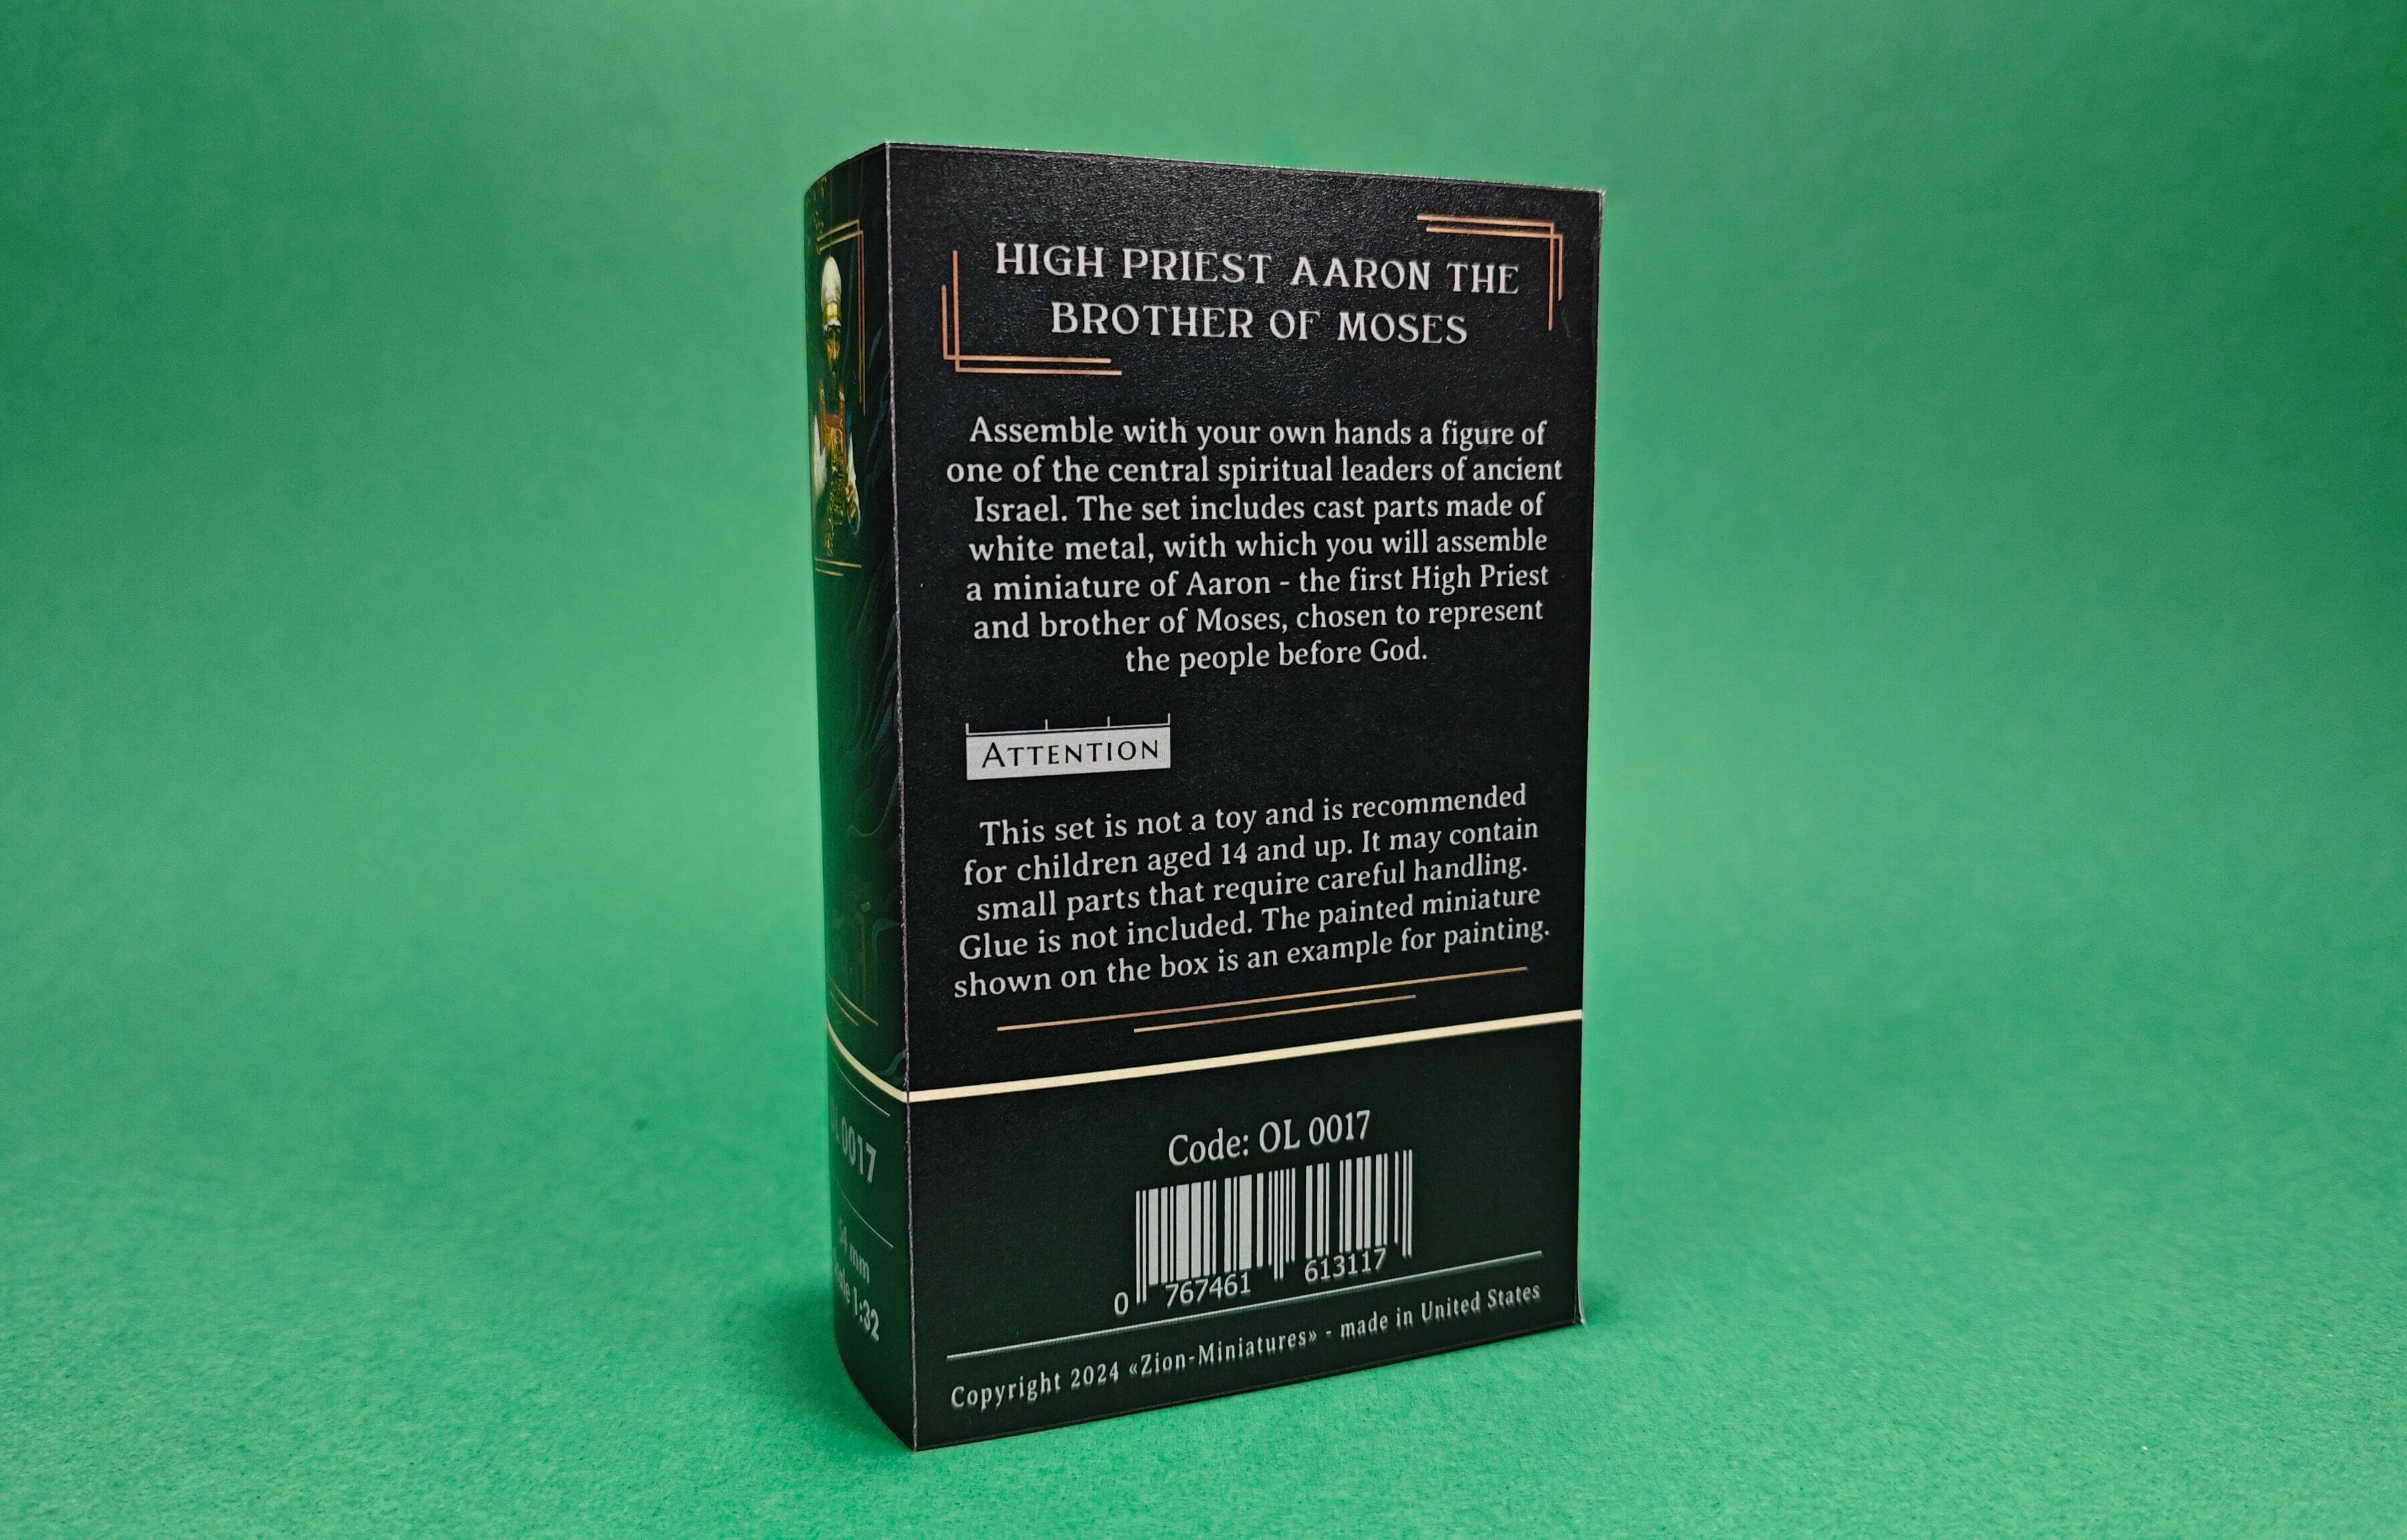 HIGH PRIEST AARON THE
BROTHER OF MOSES
Assemble with your own hands a figure of
one of the central spiritual leaders of ancient
Israel. The set includes cast parts made of
white metal, with which you will assemble
a miniature of Aaron - the first High Priest
and brother of Moses, chosen to represent
the people before God.
ATTENTION
This set is not a toy and is recommended
for children aged 14 and up. It may contain
small parts that require careful handling.
Glue is not included. The painted miniature
shown on the box is an example for painting.
Code: OL 0017
0 767461 613117
Copyright 2024 «Zion-Miniatures» - made in United States
OL 0017
mm
1:32